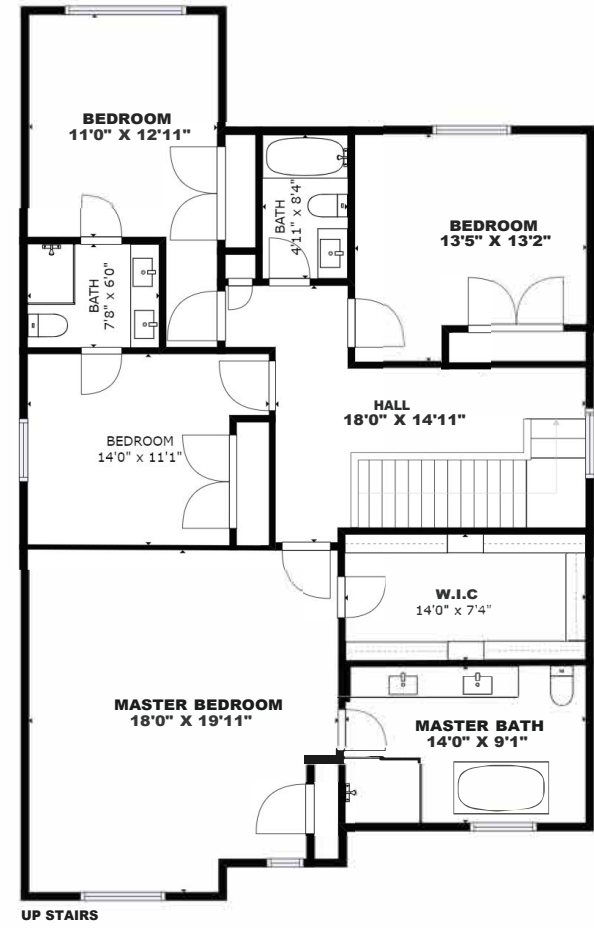 BEDROOM
11'0" X 12'11"
BATH
4'11" x 8'4"
BEDROOM
13'5" X 13'2"
BATH
7'8" x 6'0"
HALL
18'0" X 14'11"
BEDROOM
14'0" x 11'1"
W.I.C
14'0" x 7'4"
MASTER BEDROOM
18'0" X 19'11"
MASTER BATH
14'0" X 9'1"
UP STAIRS